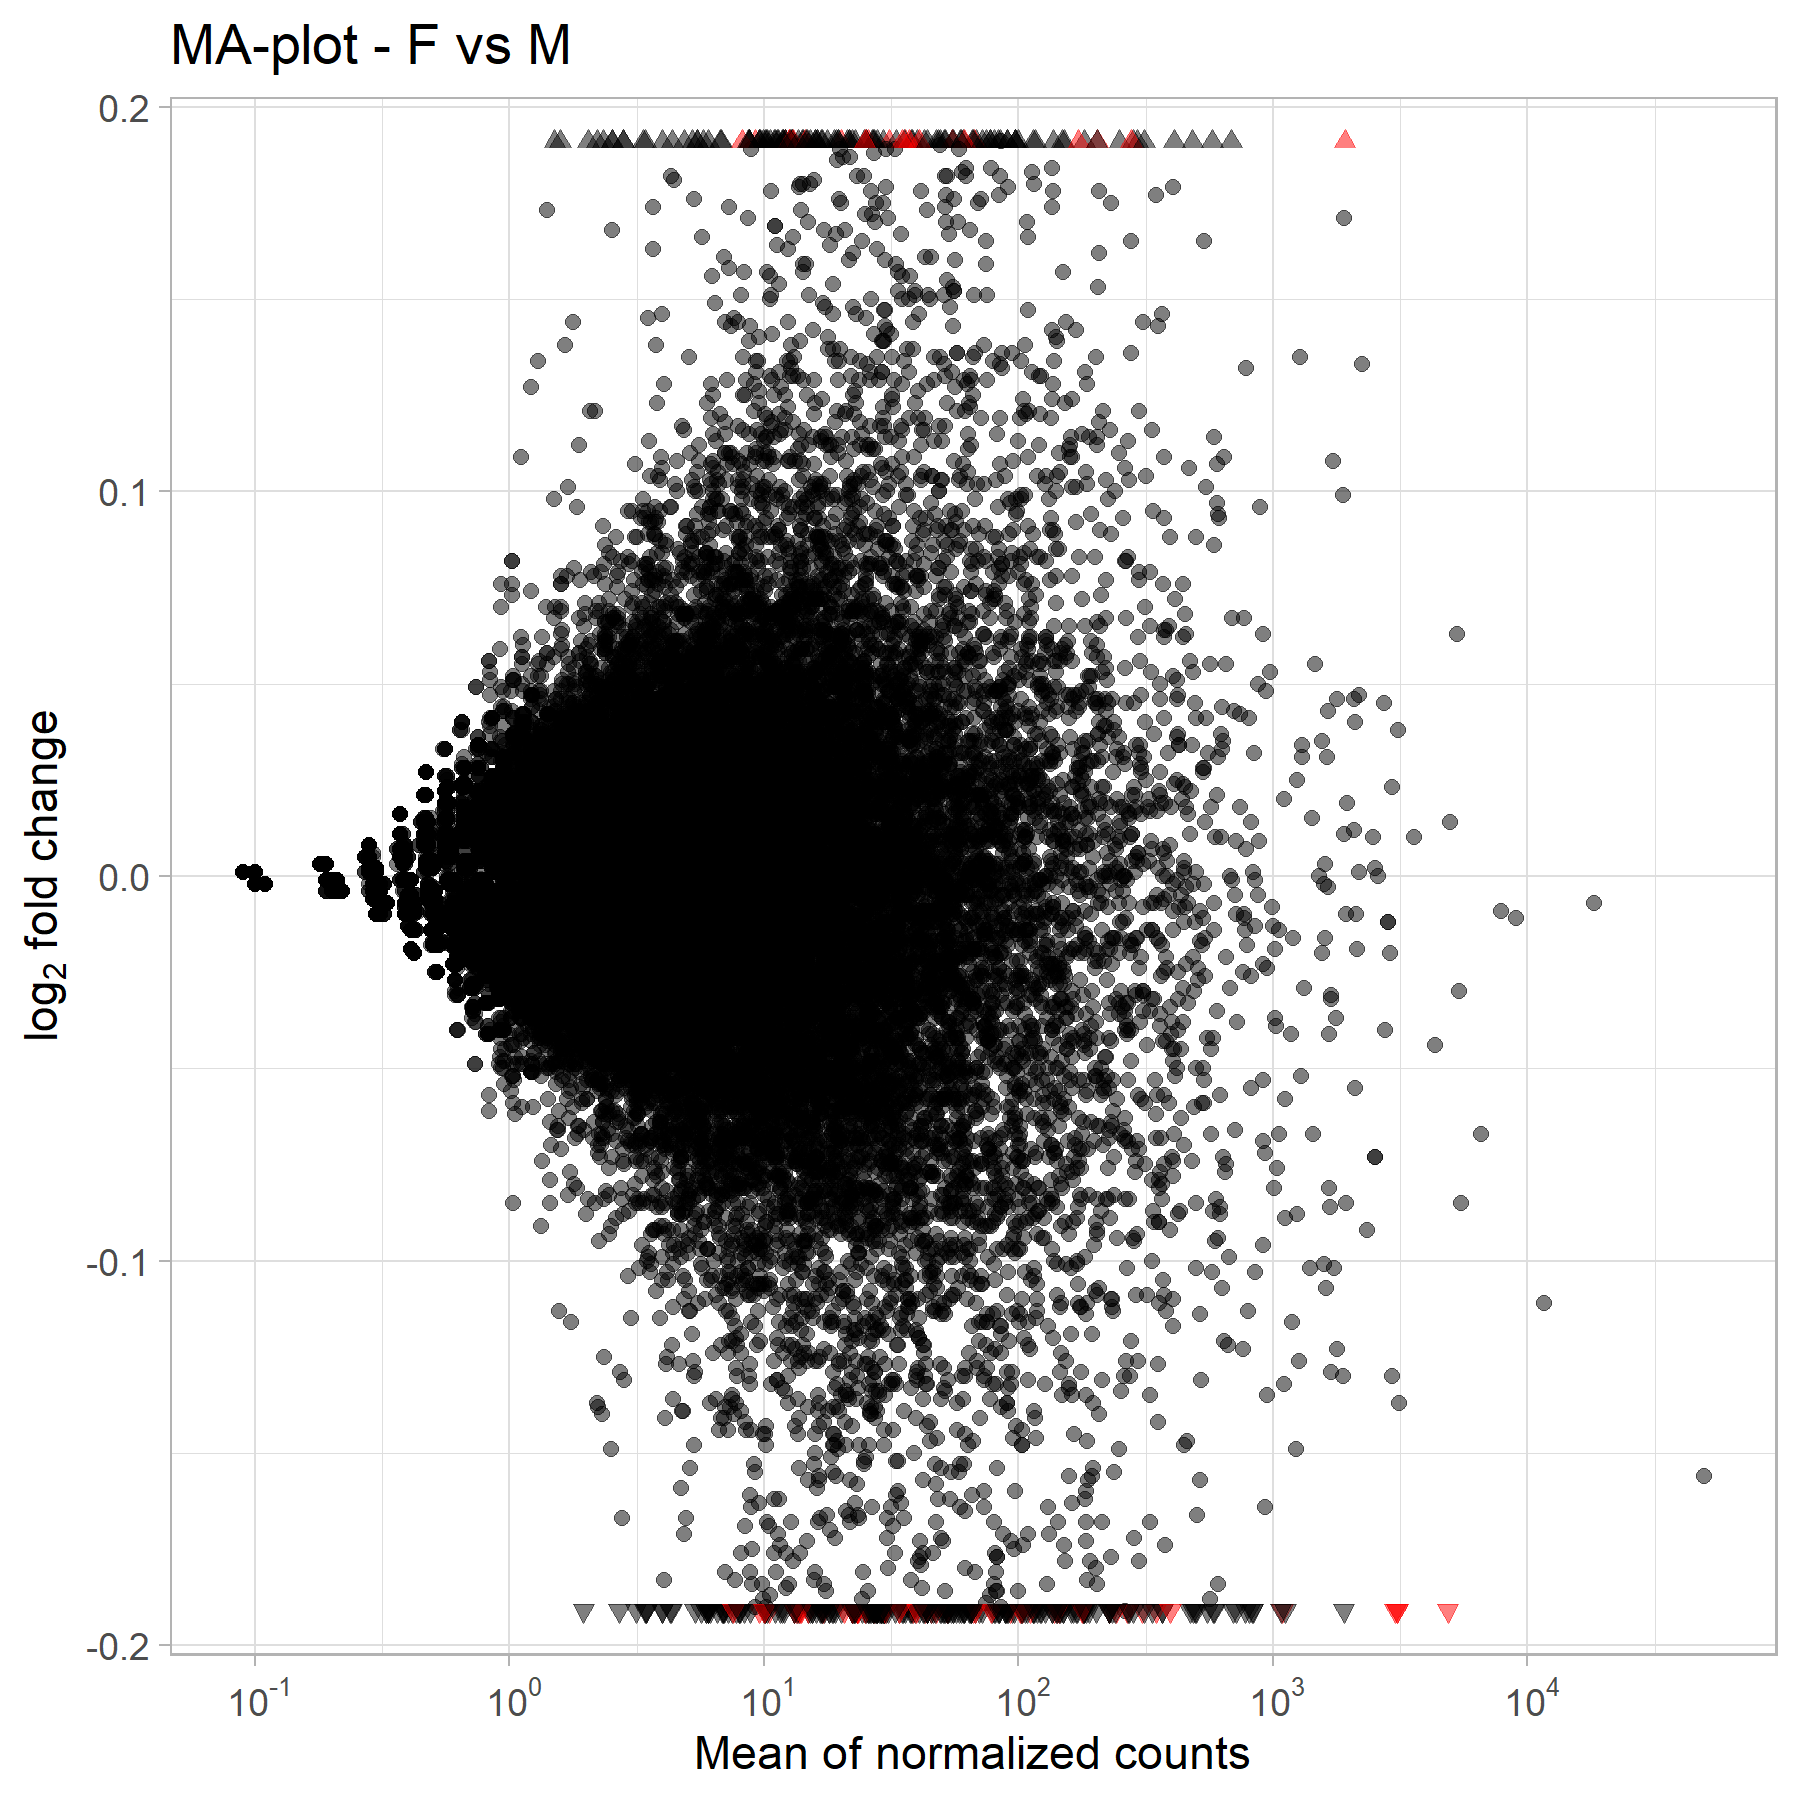 MA-plot - F vs M
0.2
0.1
0.0
-0.1
-0.2
log₂ fold change
10⁻¹ 10⁰ 10¹ 10² 10³ 10⁴
Mean of normalized counts